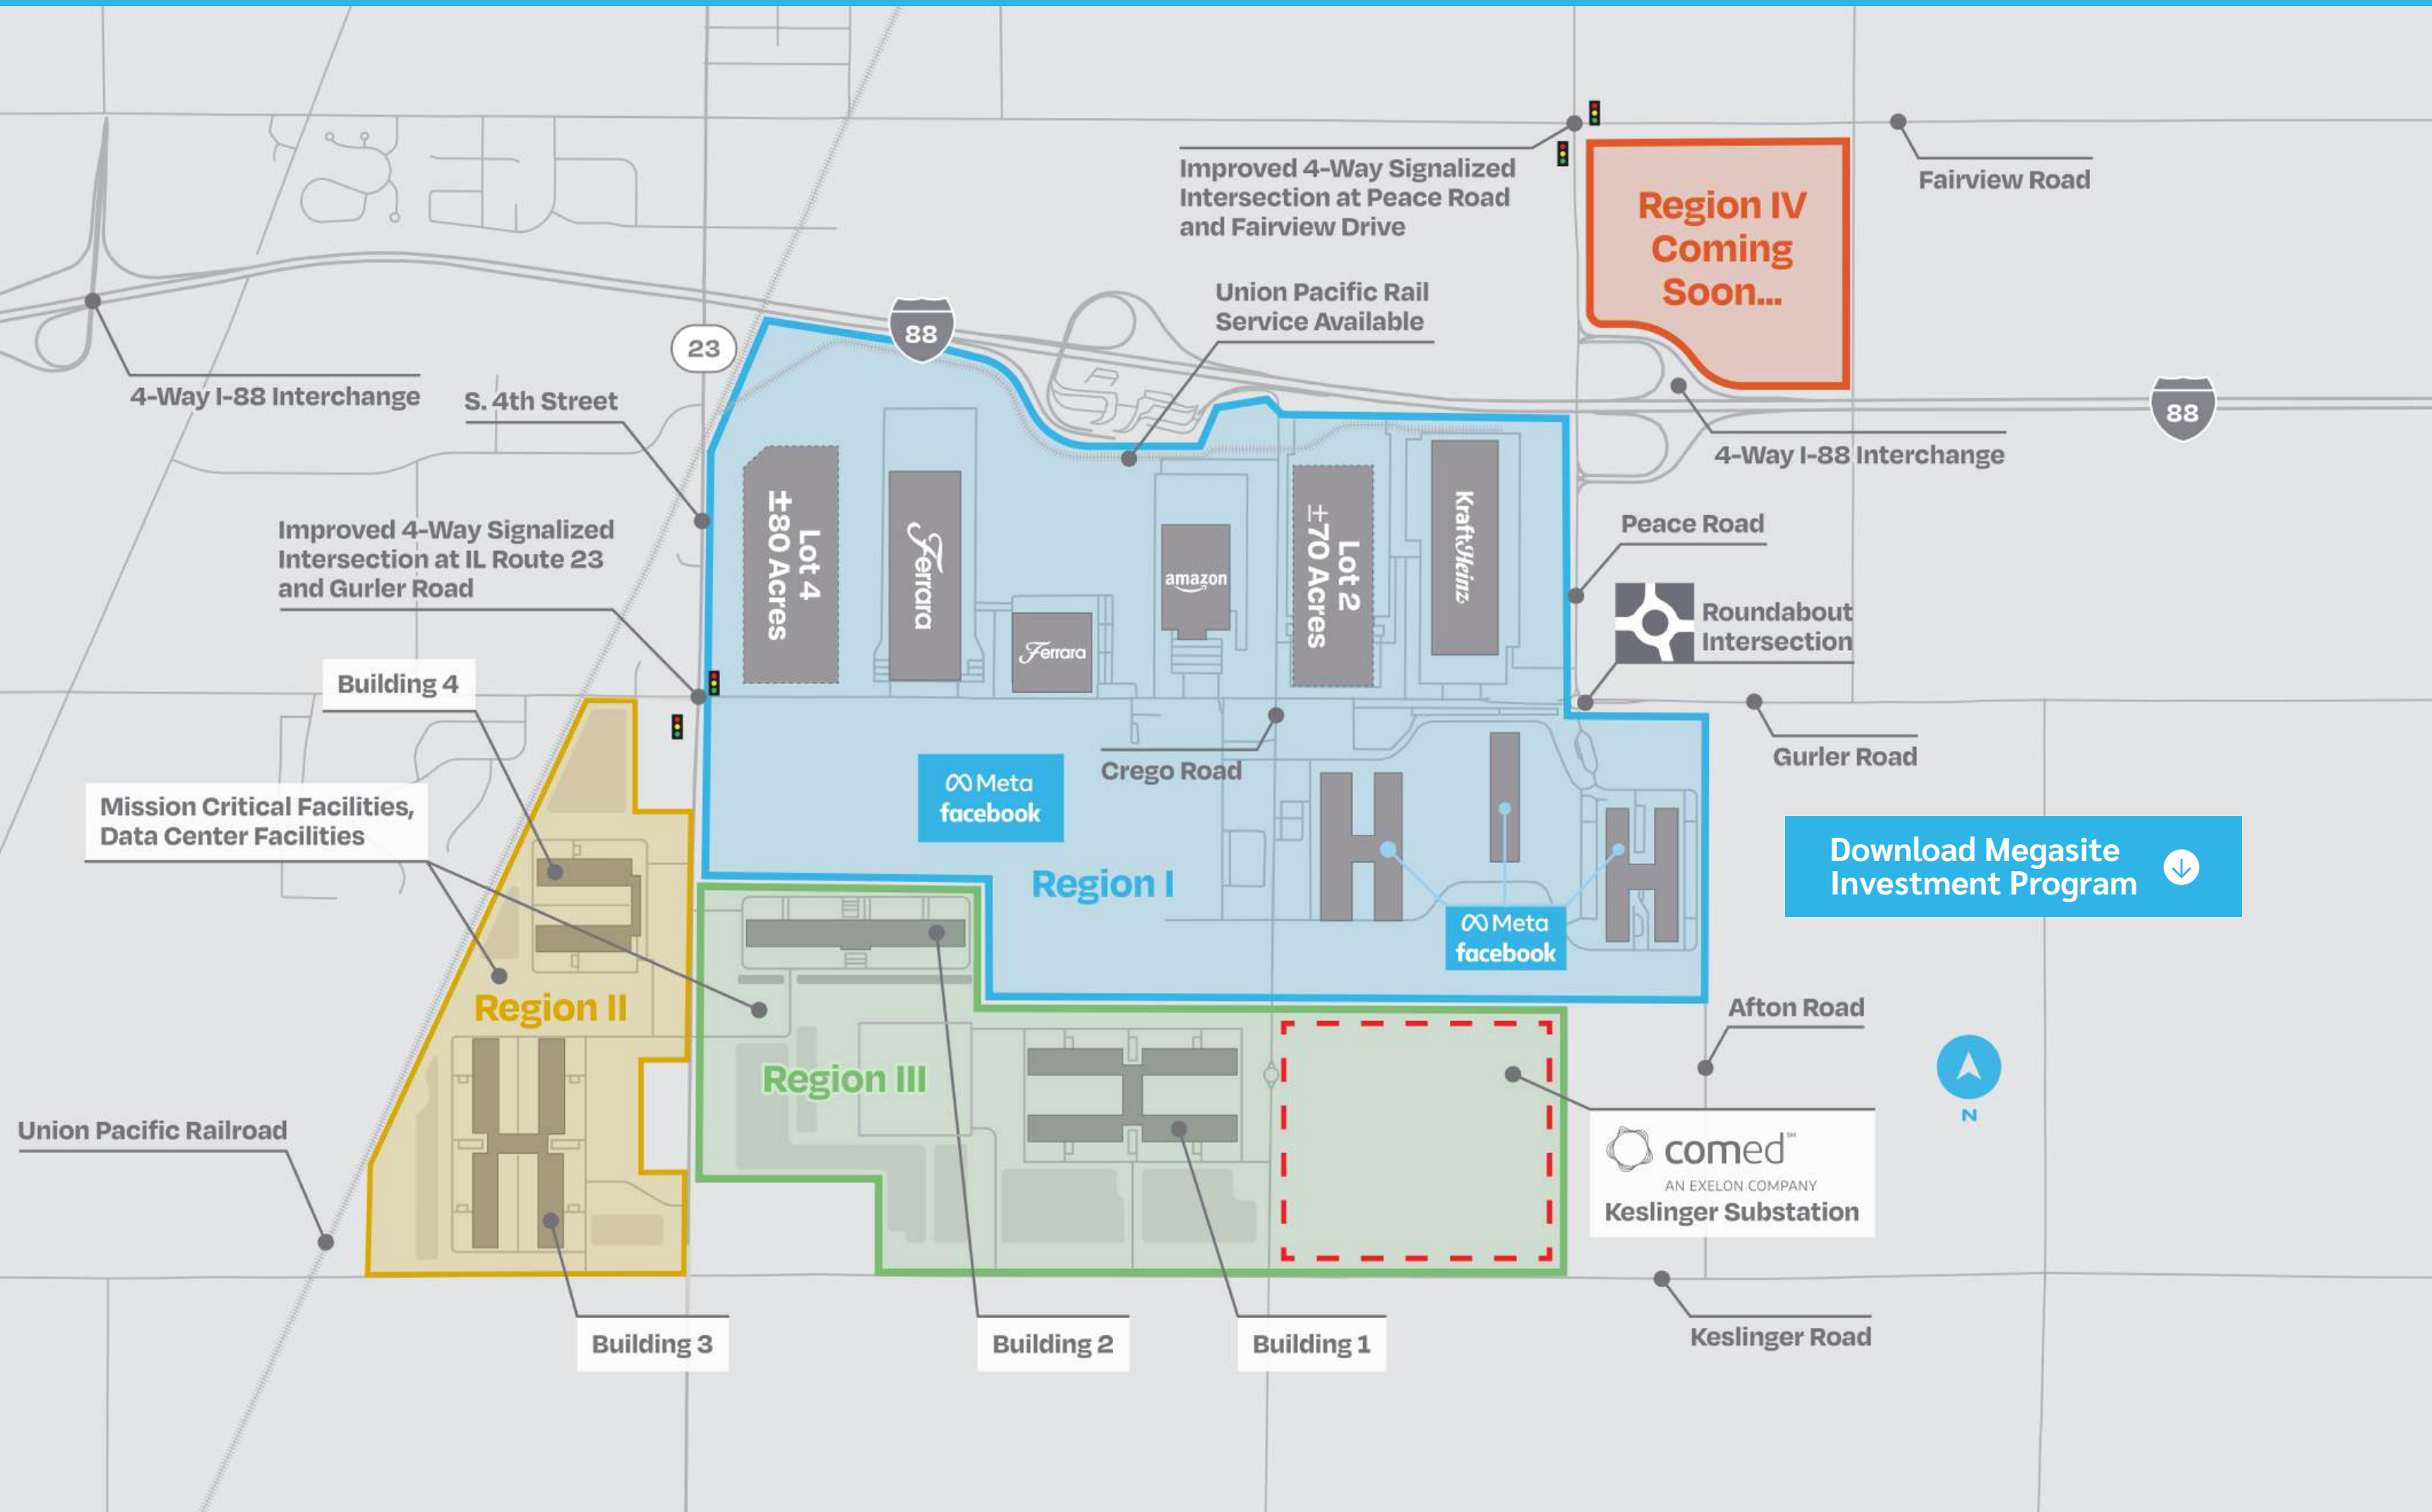 Improved 4-Way Signalized
Intersection at Peace Road
and Fairview Drive
Region IV
Coming
Soon...
Fairview Road
Union Pacific Rail
Service Available
88
23
4-Way I-88 Interchange
S. 4th Street
88
4-Way I-88 Interchange
Improved 4-Way Signalized
Intersection at IL Route 23
and Gurler Road
Lot 4
±80 Acres
Ferrara
Ferrara
amazon
Lot 2
±70 Acres
KraftHeinz
Peace Road
Roundabout
Intersection
Building 4
Crego Road
Gurler Road
Meta
facebook
Mission Critical Facilities,
Data Center Facilities
Region I
Download Megasite
Investment Program
Meta
facebook
Region II
Afton Road
Region III
N
Union Pacific Railroad
comed℠
AN EXELON COMPANY
Keslinger Substation
Building 3
Building 2
Building 1
Keslinger Road